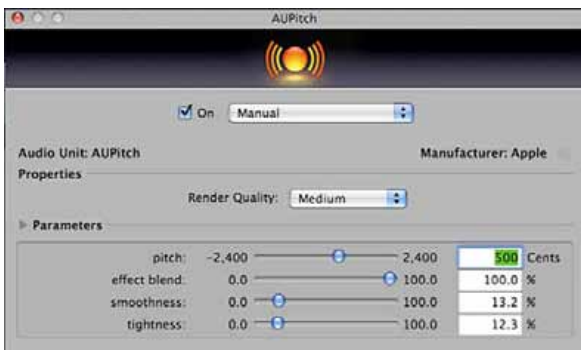 AUPitch
On Manual
Audio Unit: AUPitch Manufacturer: Apple
Properties
Render Quality: Medium
Parameters
pitch: -2,400 2,400 500 Cents
effect blend: 0.0 100.0 100.0 %
smoothness: 0.0 100.0 13.2 %
tightness: 0.0 100.0 12.3 %